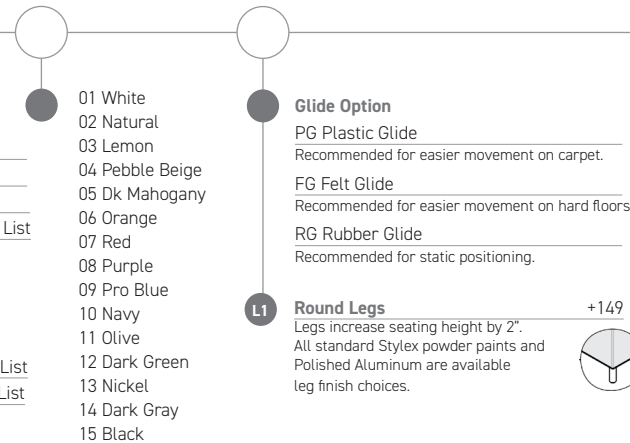 List
List
List
01 White
02 Natural
03 Lemon
04 Pebble Beige
05 Dk Mahogany
06 Orange
07 Red
08 Purple
09 Pro Blue
10 Navy
11 Olive
12 Dark Green
13 Nickel
14 Dark Gray
15 Black
Glide Option
PG Plastic Glide
Recommended for easier movement on carpet.
FG Felt Glide
Recommended for easier movement on hard floors
RG Rubber Glide
Recommended for static positioning.
L1 Round Legs +149
Legs increase seating height by 2".
All standard Stylex powder paints and
Polished Aluminum are available
leg finish choices.